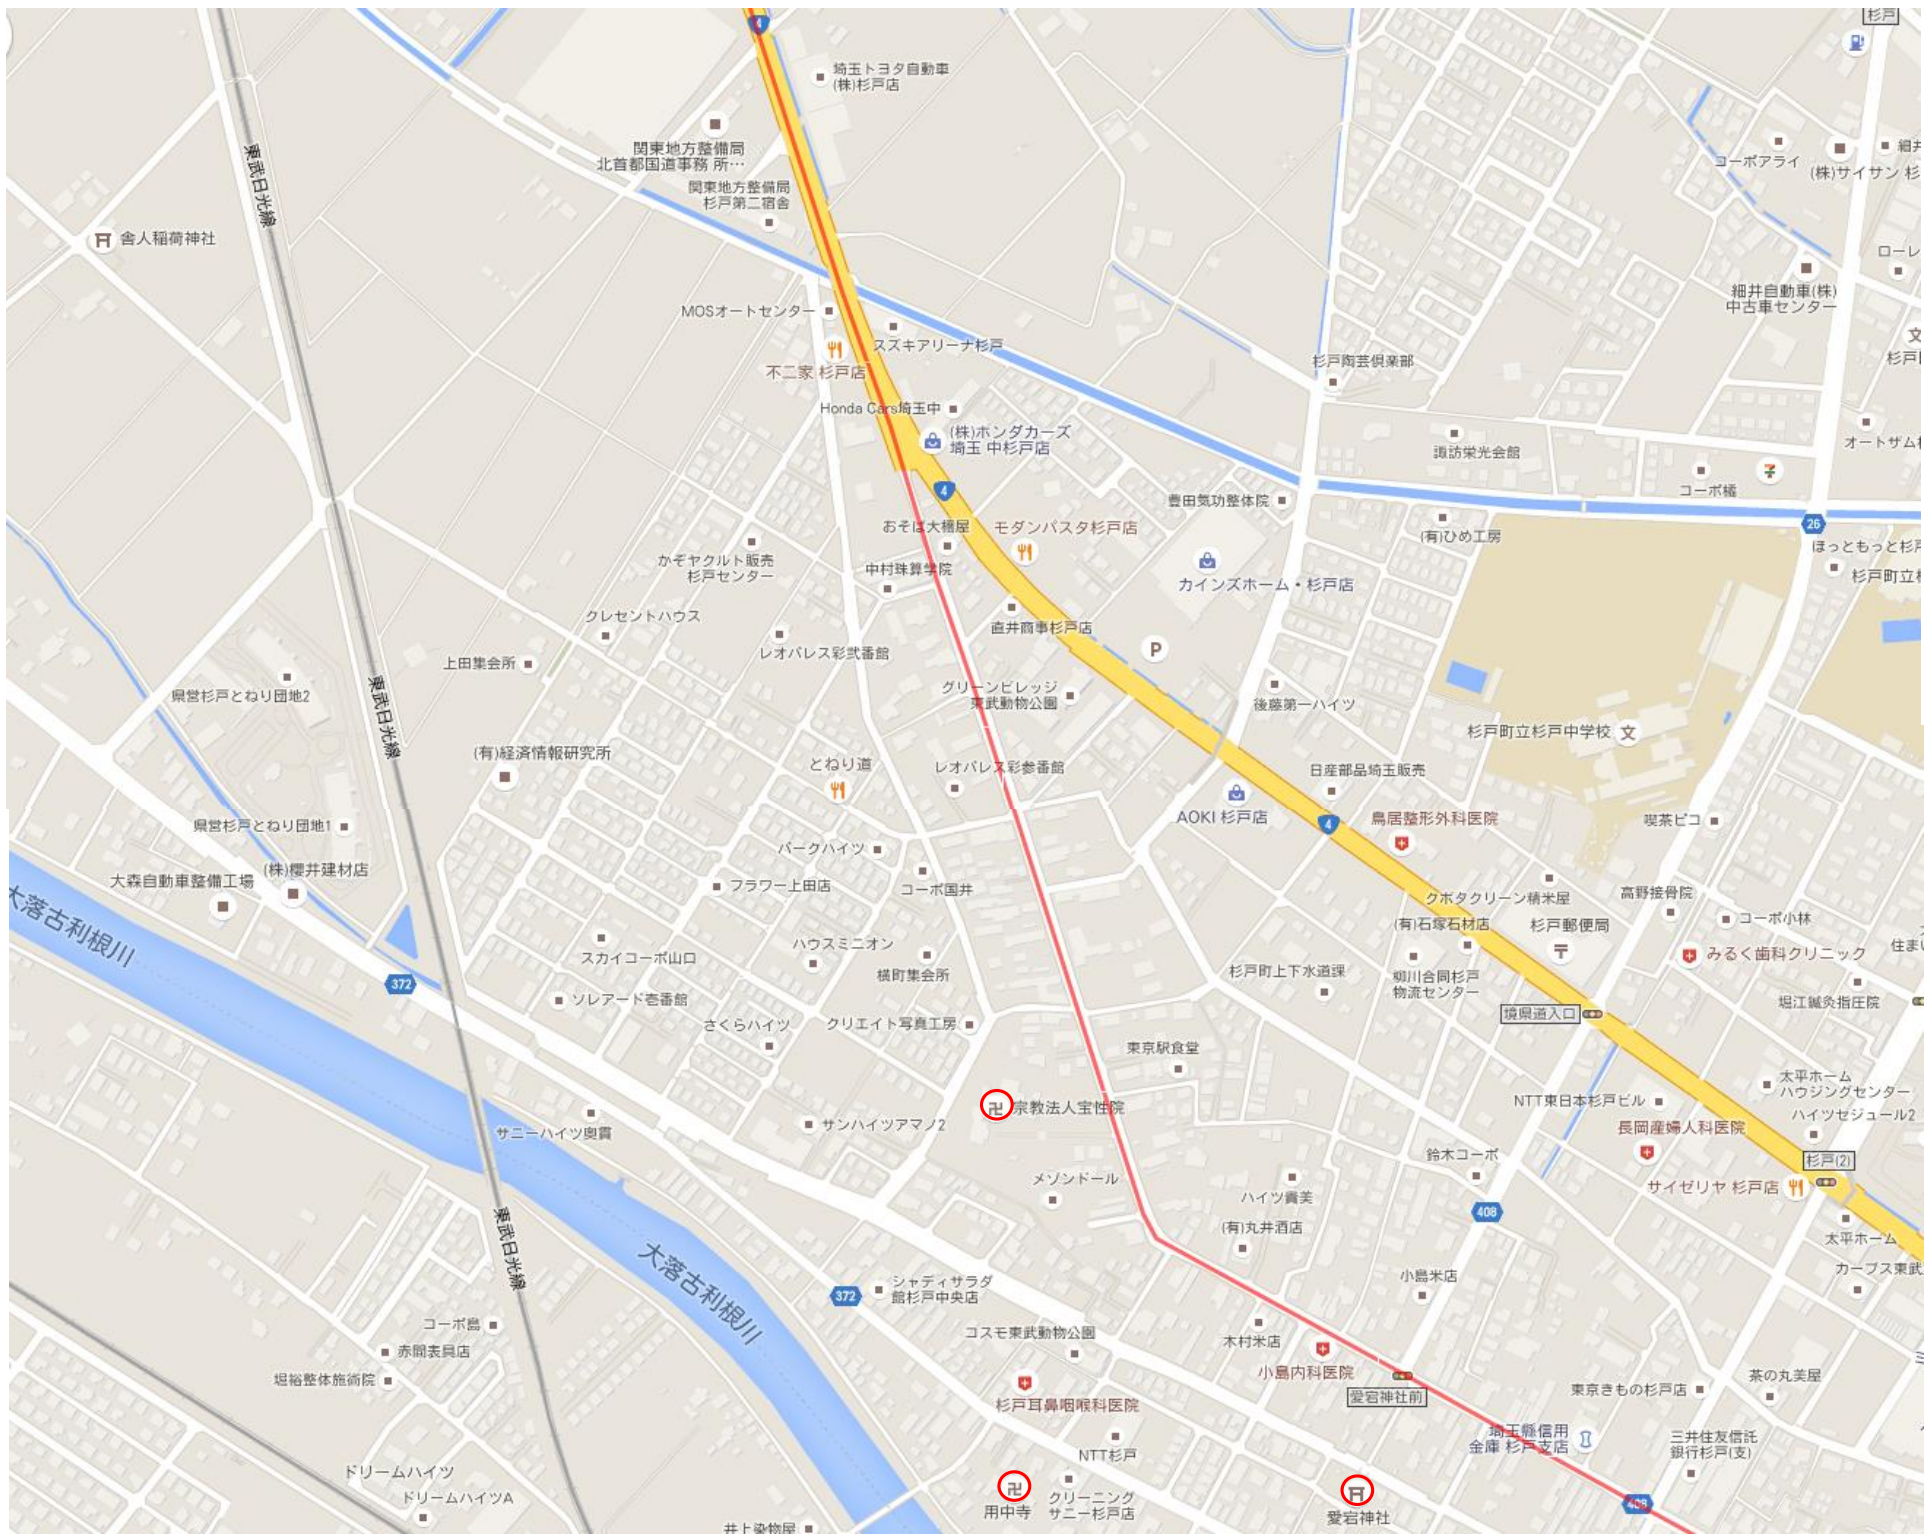 杉戸
4
埼玉トヨタ自動車
(株)杉戸店
関東地方整備局
北首都国道事務 所…
関東地方整備局
杉戸第二宿舎
東武日光線
舎人稲荷神社
コーポアライ
(株)サイサン 杉
細井
ローレ
細井自動車(株)
中古車センター
文
杉戸
MOSオートセンター
スズキアリーナ杉戸
不二家 杉戸店
杉戸陶芸倶楽部
Honda Cars埼玉中
(株)ホンダカーズ
埼玉 中杉戸店
諏訪栄光会館
オートザム
コーポ橘
4
豊田気功整体院
おそば大橋屋
モダンパスタ杉戸店
(有)ひめ工房
26
ほっともっと杉戸
杉戸町立
かぞヤクルト販売
杉戸センター
中村珠算学院
カインズホーム・杉戸店
クレセントハウス
直井商事杉戸店
レオパレス彩弐番館
P
上田集会所
県営杉戸とねり団地2
東武日光線
グリーンビレッジ
東武動物公園
後藤第一ハイツ
杉戸町立杉戸中学校
文
(有)経済情報研究所
とねり道
レオパレス彩参番館
日産部品埼玉販売
AOKI 杉戸店
4
鳥居整形外科医院
喫茶ピコ
県営杉戸とねり団地1
パークハイツ
(株)櫻井建材店
大森自動車整備工場
フラワー上田店
コーポ国井
クボタクリーン精米屋
高野接骨院
大落古利根川
(有)石塚石材店
杉戸郵便局
コーポ小林
スカイコーポ山口
ハウスミニオン
みるく歯科クリニック
住まい
横町集会所
杉戸町上下水道課
柳川合同杉戸
物流センター
372
ソレアード壱番館
堀江鍼灸指圧院
さくらハイツ
クリエイト写真工房
境県道入口
東京駅食堂
太平ホーム
ハウジングセンター
宗教法人宝性院
NTT東日本杉戸ビル
ハイツセジュール2
サニーハイツ奥貫
サンハイツアマノ2
長岡産婦人科医院
鈴木コーポ
杉戸(2)
メゾンドール
ハイツ貴美
サイゼリヤ 杉戸店
408
東武日光線
(有)丸井酒店
太平ホーム
大落古利根川
小島米店
カーブス東武
シャディサラダ
館杉戸中央店
372
コーポ島
コスモ東武動物公園
木村米店
赤間表具店
小島内科医院
堀裕整体施術院
茶の丸美屋
東京きもの杉戸店
愛宕神社前
杉戸耳鼻咽喉科医院
埼玉縣信用
金庫 杉戸支店
三井住友信託
銀行杉戸(支)
NTT杉戸
ドリームハイツ
ドリームハイツA
用中寺
クリーニング
サニー杉戸店
愛宕神社
408
井上染物屋